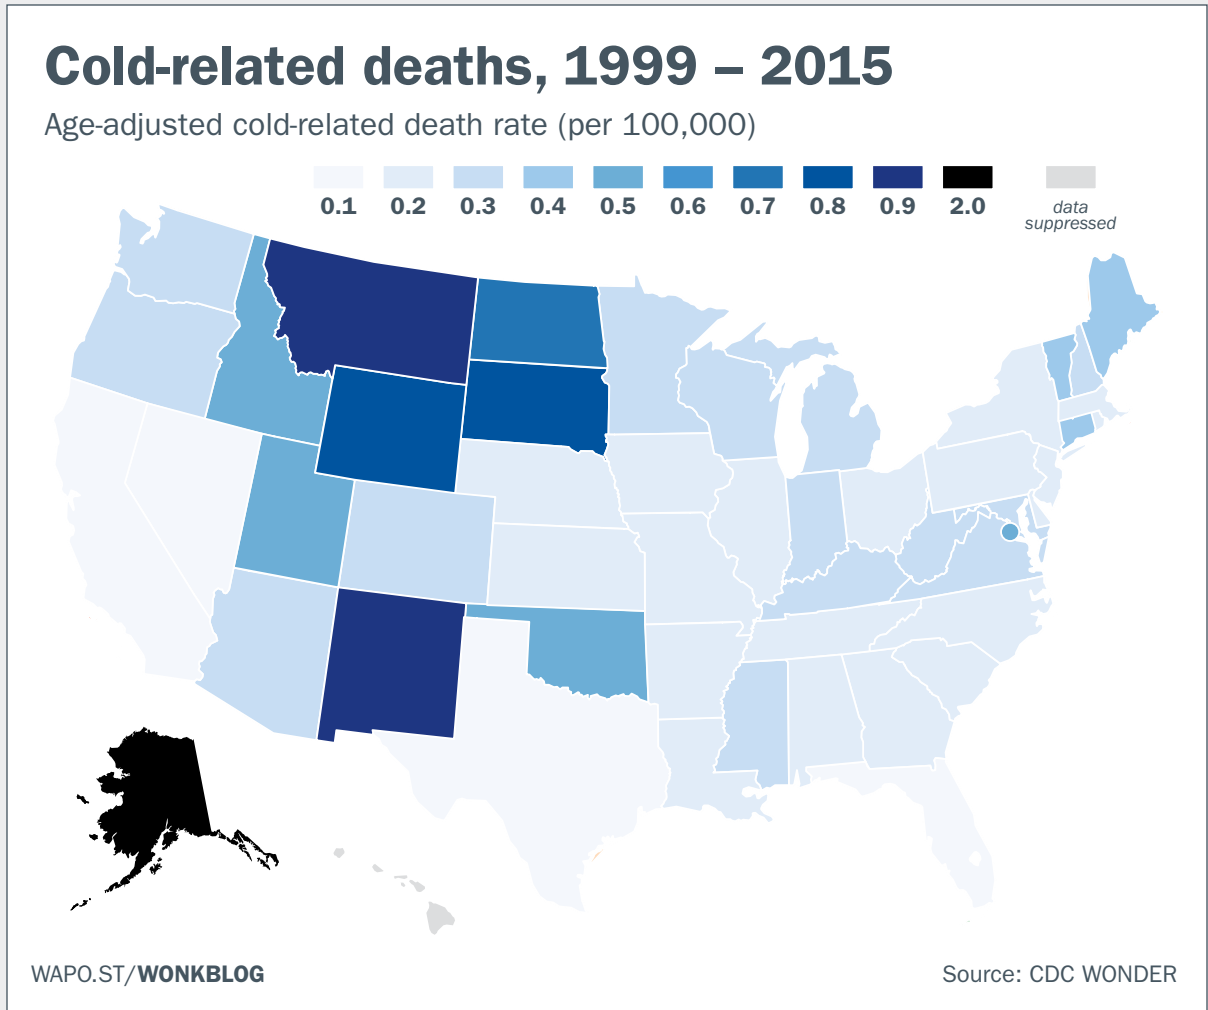 Cold-related deaths, 1999 – 2015
Age-adjusted cold-related death rate (per 100,000)
0.1 0.2 0.3 0.4 0.5 0.6 0.7 0.8 0.9 2.0 data
suppressed
WAPO.ST/WONKBLOG
Source: CDC WONDER